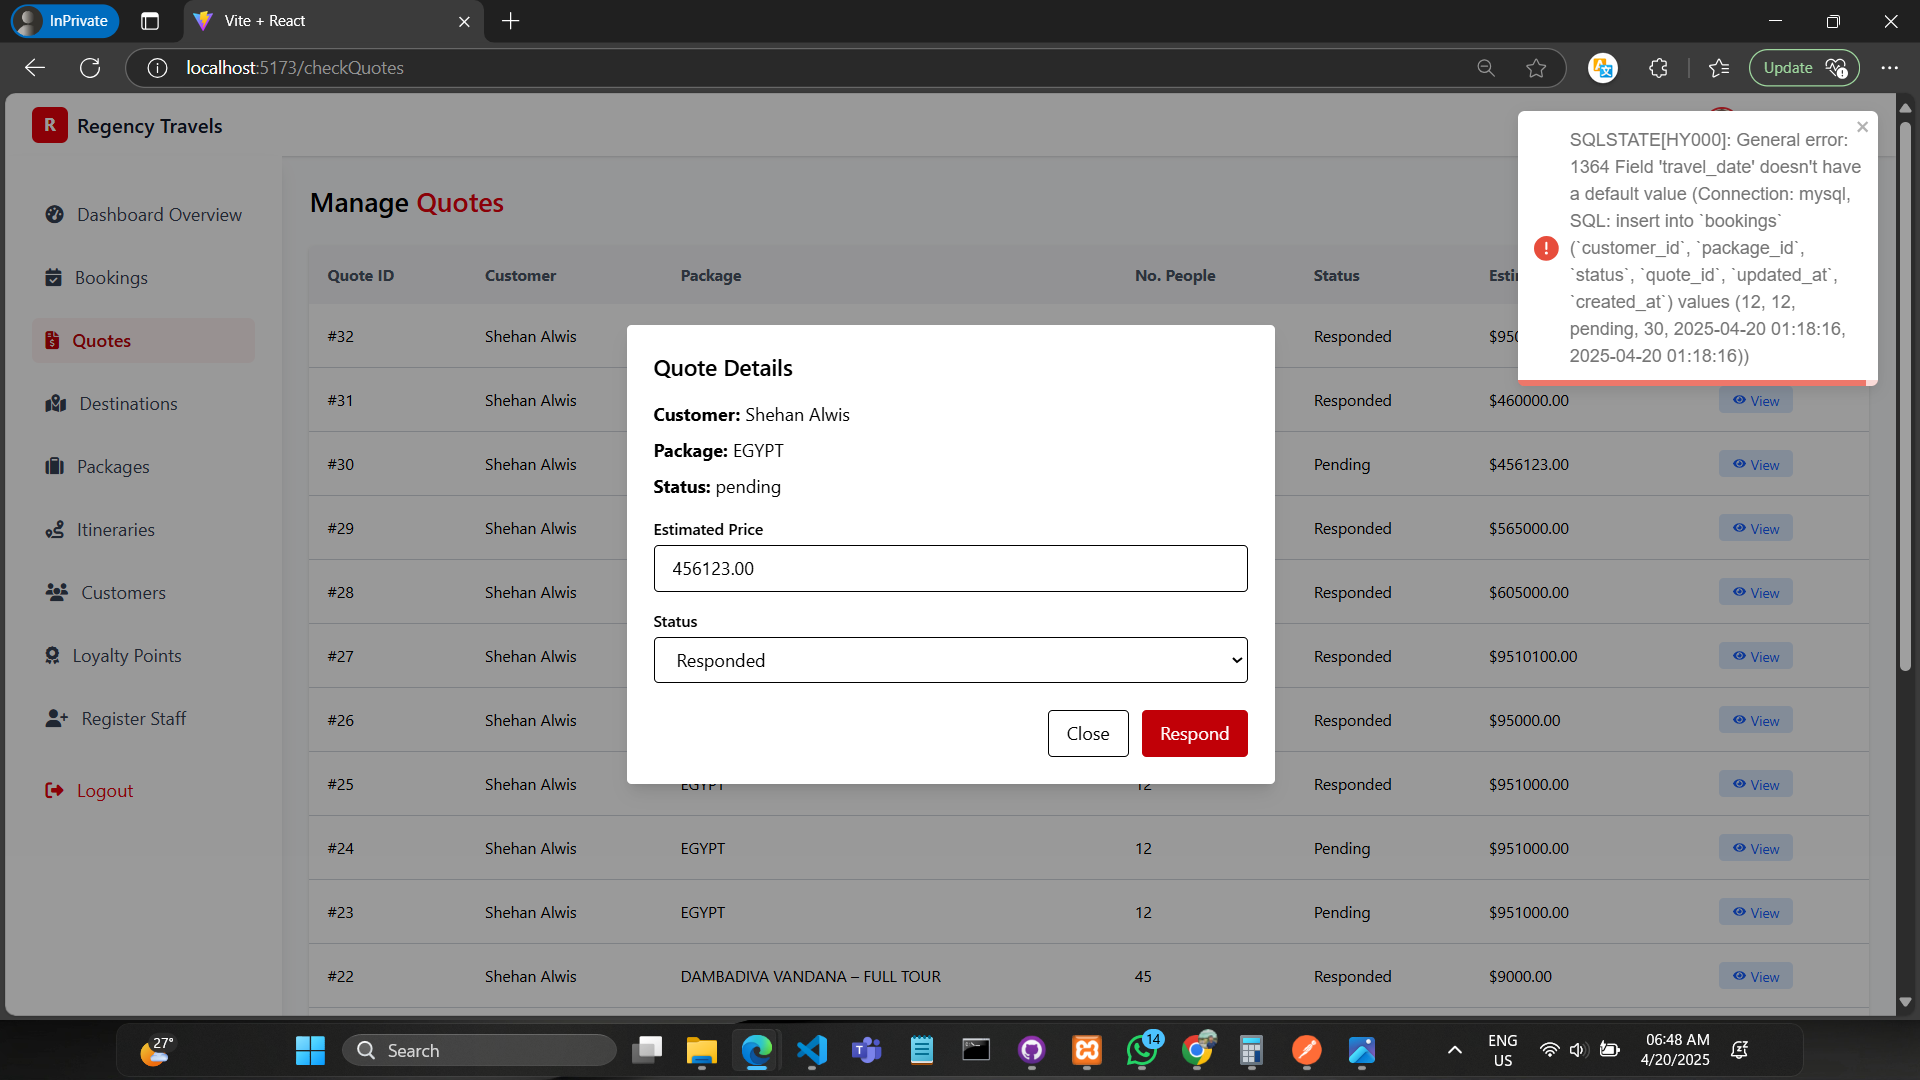 InPrivate
Vite + React
localhost:5173/checkQuotes
Update
R
Regency Travels
Dashboard Overview
Bookings
Quotes
Destinations
Packages
Itineraries
Customers
Loyalty Points
Register Staff
Logout
Manage Quotes
Quote ID Customer Package No. People Status Esti
#32 Shehan Alwis Responded $950
#31 Shehan Alwis Responded $460000.00 View
#30 Shehan Alwis Pending $456123.00 View
#29 Shehan Alwis Responded $565000.00 View
#28 Shehan Alwis Responded $605000.00 View
#27 Shehan Alwis Responded $9510100.00 View
#26 Shehan Alwis Responded $95000.00 View
#25 Shehan Alwis EGYPT 12 Responded $951000.00 View
#24 Shehan Alwis EGYPT 12 Pending $951000.00 View
#23 Shehan Alwis EGYPT 12 Pending $951000.00 View
#22 Shehan Alwis DAMBADIVA VANDANA – FULL TOUR 45 Responded $9000.00 View
Quote Details
Customer: Shehan Alwis
Package: EGYPT
Status: pending
Estimated Price
456123.00
Status
Responded
Close
Respond
SQLSTATE[HY000]: General error:
1364 Field 'travel_date' doesn't have
a default value (Connection: mysql,
SQL: insert into `bookings`
(`customer_id`, `package_id`,
`status`, `quote_id`, `updated_at`,
`created_at`) values (12, 12,
pending, 30, 2025-04-20 01:18:16,
2025-04-20 01:18:16))
27°
Search
14
ENG
US
06:48 AM
4/20/2025